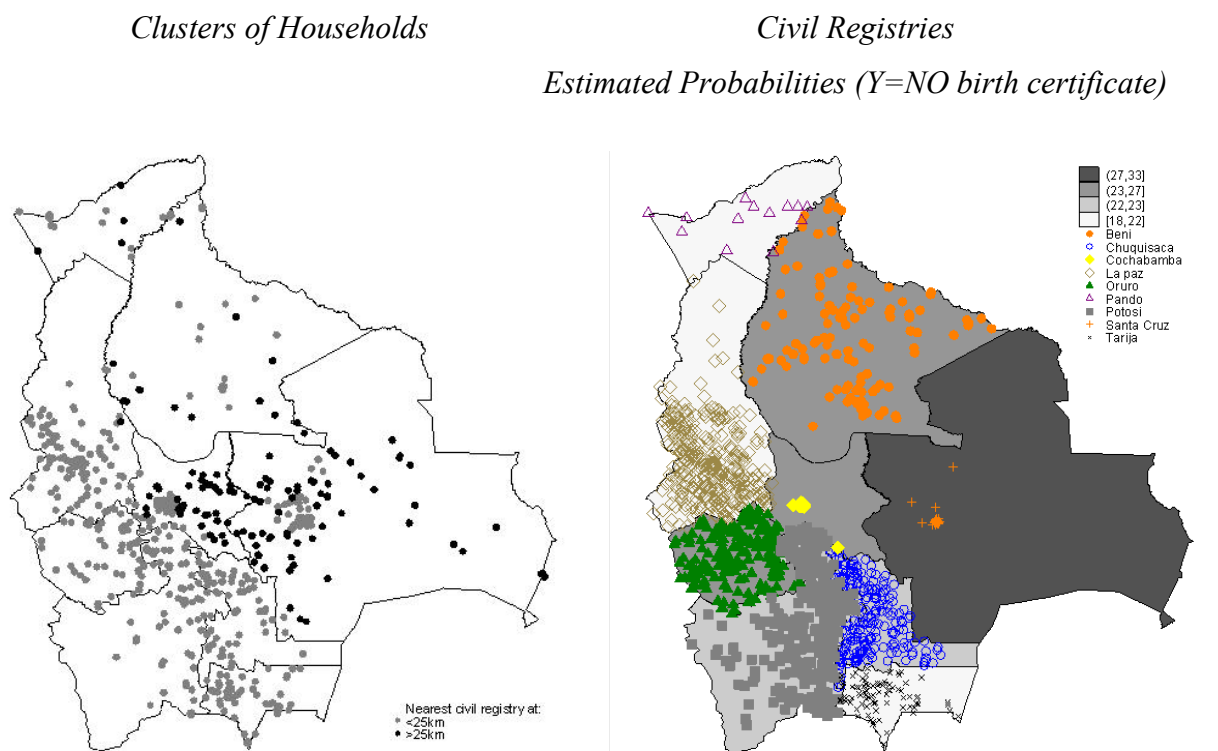 Clusters of Households
Civil Registries
Estimated Probabilities (Y=NO birth certificate)
Nearest civil registry at:
<25km
>25km
(27,33]
(23,27]
(22,23]
[18,22]
Beni
Chuquisaca
Cochabamba
La paz
Oruro
Pando
Potosi
Santa Cruz
Tarija